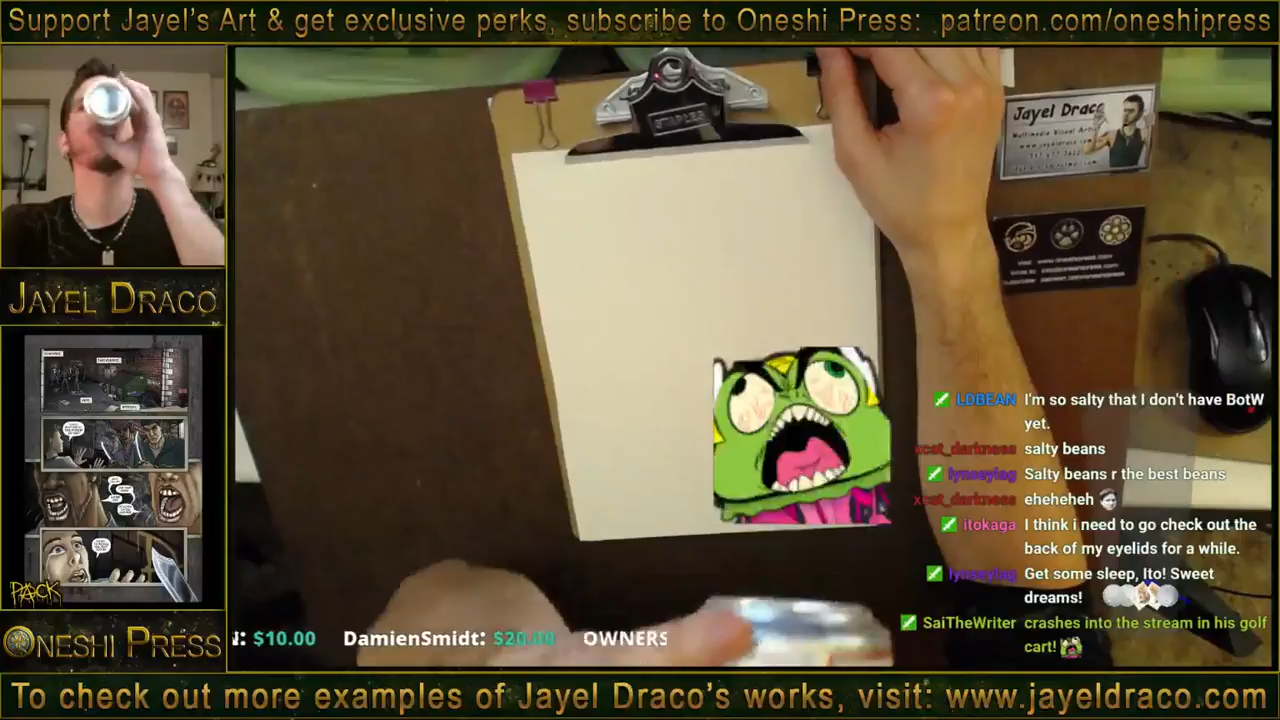 Support Jayel's Art & get exclusive perks, subscribe to Oneshi Press: patreon.com/oneshipress
STAPLES
Jayel Draco
Multimedia Visual Artist
JAYEL DRACO
PACK
ONESHI PRESS
LDBEAN I'm so salty that I don't have BotW
yet.
xcst_darkness salty beans
lynseylag Salty beans r the best beans
xcst_darkness eheheheh
itokaga I think i need to go check out the
back of my eyelids for a while.
lynseylag Get some sleep, Ito! Sweet
dreams!
SaiTheWriter crashes into the stream in his golf
cart!
N: $10.00 DamienSmidt: $20.00 OWNERS
To check out more examples of Jayel Draco's works, visit: www.jayeldraco.com